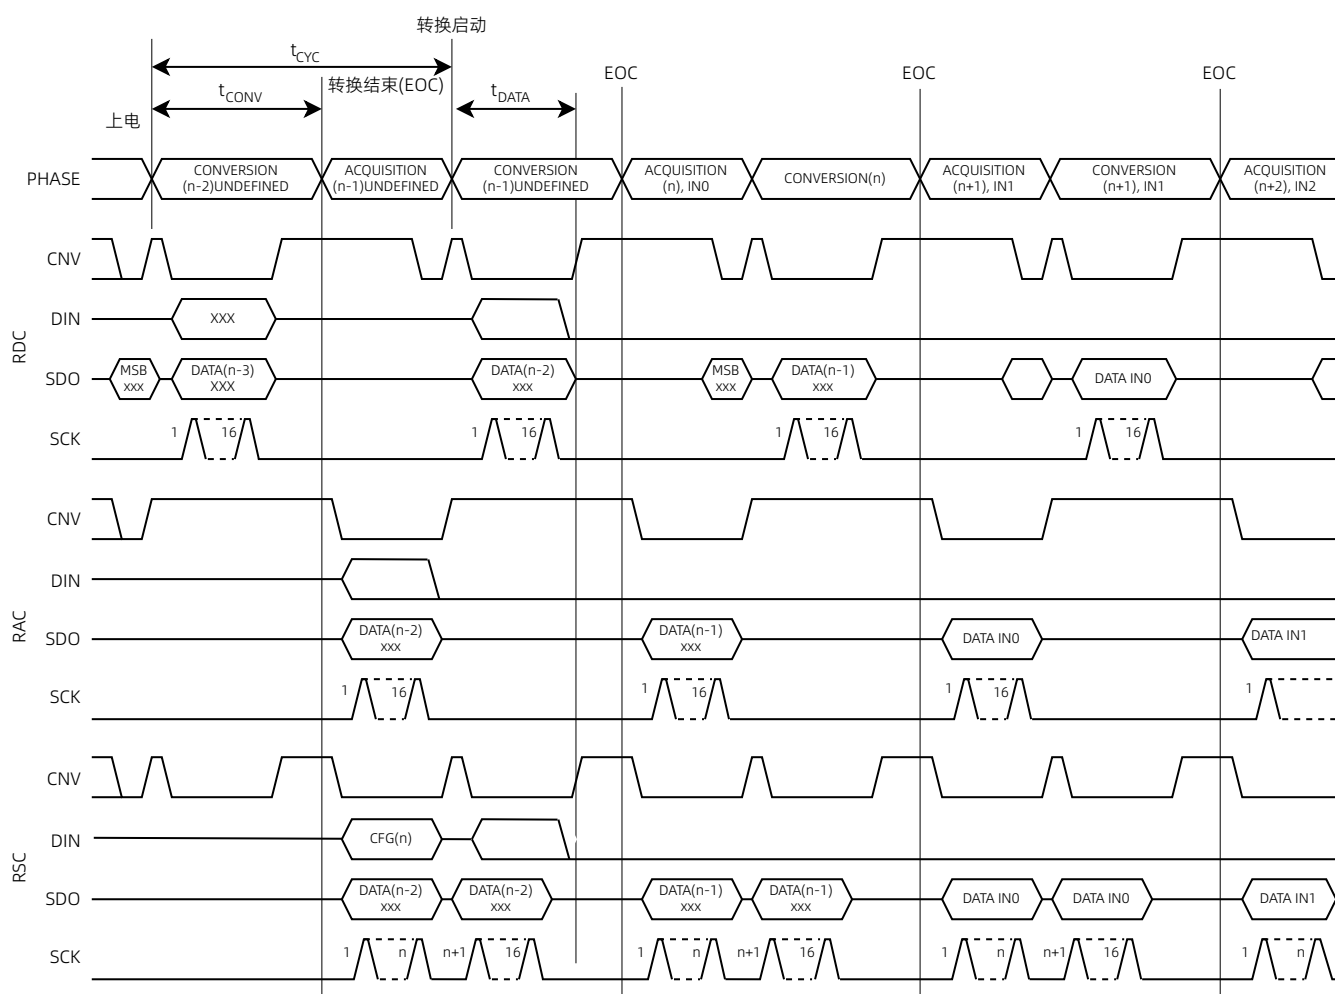 转换启动
tCYC
转换结束(EOC)
EOC
EOC
EOC
tCONV
tDATA
上电
PHASE
CONVERSION
(n-2)UNDEFINED
ACQUISITION
(n-1)UNDEFINED
CONVERSION
(n-1)UNDEFINED
ACQUISITION
(n), IN0
CONVERSION(n)
ACQUISITION
(n+1), IN1
CONVERSION
(n+1), IN1
ACQUISITION
(n+2), IN2
RDC
CNV
DIN
XXX
SDO
MSB
xxx
DATA(n-3)
XXX
DATA(n-2)
xxx
MSB
xxx
DATA(n-1)
xxx
DATA IN0
SCK
1
16
1
16
1
16
1
16
RAC
CNV
DIN
SDO
DATA(n-2)
xxx
DATA(n-1)
xxx
DATA IN0
DATA IN1
SCK
1
16
1
16
1
16
1
RSC
CNV
DIN
CFG(n)
SDO
DATA(n-2)
xxx
DATA(n-2)
xxx
DATA(n-1)
xxx
DATA(n-1)
xxx
DATA IN0
DATA IN0
DATA IN1
SCK
1
n
n+1
16
1
n
n+1
16
1
n
n+1
16
1
n